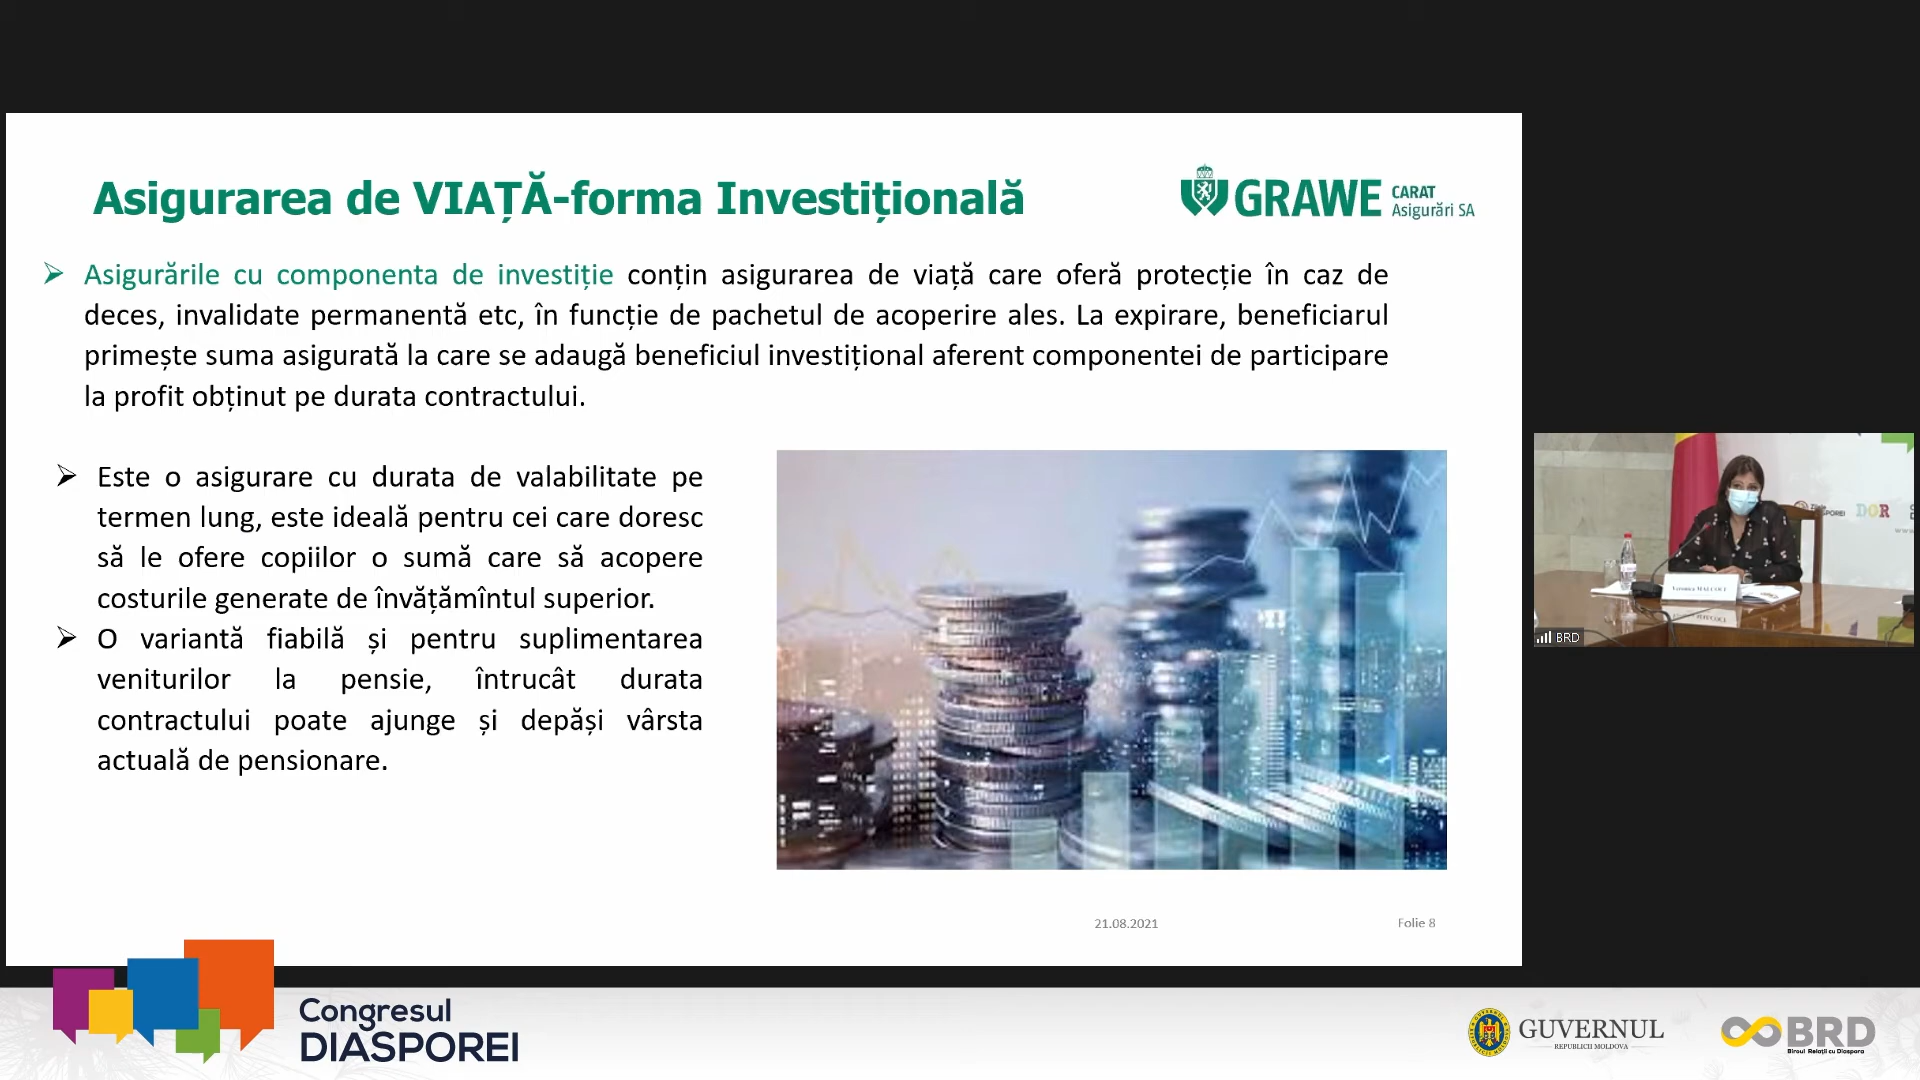 Asigurarea de VIAȚĂ-forma Investițională
GRAWE CARAT
Asigurări SA
Asigurările cu componenta de investiție conțin asigurarea de viață care oferă protecție în caz de
deces, invalidate permanentă etc, în funcție de pachetul de acoperire ales. La expirare, beneficiarul
primește suma asigurată la care se adaugă beneficiul investițional aferent componentei de participare
la profit obținut pe durata contractului.
Este o asigurare cu durata de valabilitate pe
termen lung, este ideală pentru cei care doresc
să le ofere copiilor o sumă care să acopere
costurile generate de învățămîntul superior.
O variantă fiabilă și pentru suplimentarea
veniturilor la pensie, întrucât durata
contractului poate ajunge și depăși vârsta
actuală de pensionare.
21.08.2021
Folie 8
DOR
BRD
Congresul
DIASPOREI
GUVERNUL
REPUBLICII MOLDOVA
BRD
Biroul Relații cu Diaspora